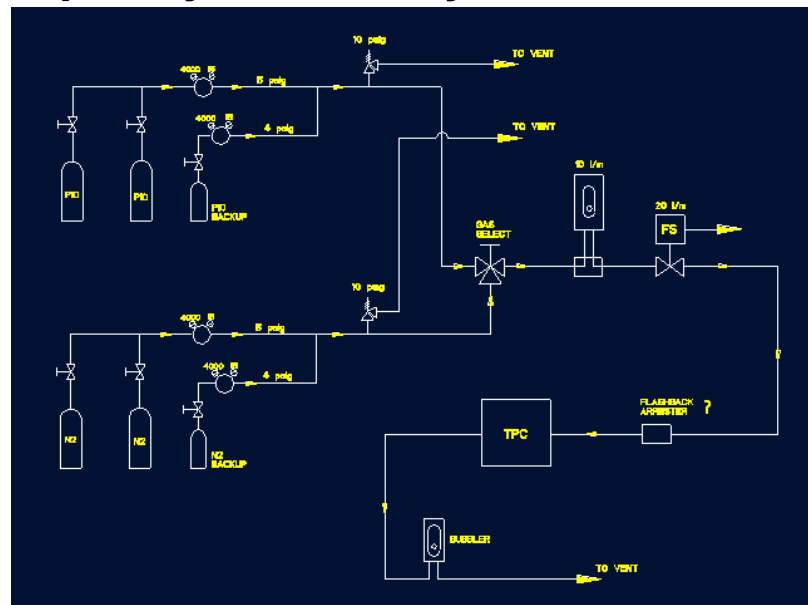 10 psig
TO VENT
4000
5 psig
4000
4 psig
TO VENT
P10
P10
P10
BACKUP
10 l/m
20 l/m
FS
GAS
SELECT
10 psig
4000
5 psig
4000
4 psig
N2
N2
N2
BACKUP
FLASHBACK
ARRESTER ?
TPC
BUBBLER
TO VENT